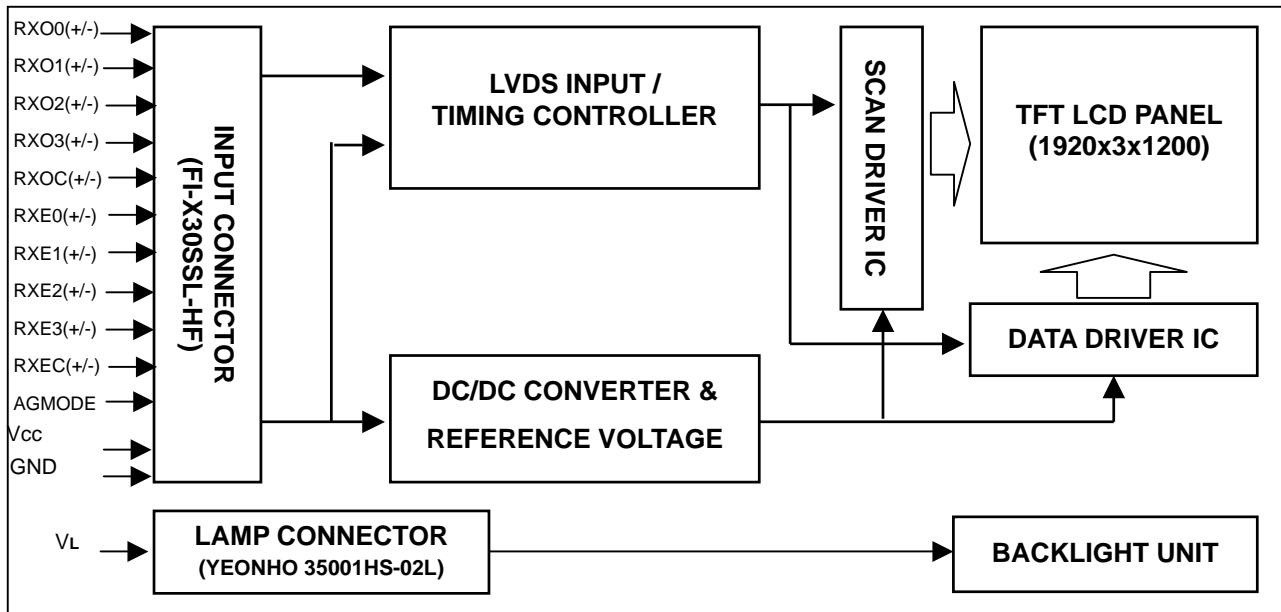 RXO0(+/-)
RXO1(+/-)
RXO2(+/-)
RXO3(+/-)
RXOC(+/-)
RXE0(+/-)
RXE1(+/-)
RXE2(+/-)
RXE3(+/-)
RXEC(+/-)
AGMODE
Vcc
GND
INPUT CONNECTOR
(FI-X30SSL-HF)
LVDS INPUT /
TIMING CONTROLLER
SCAN DRIVER IC
TFT LCD PANEL
(1920x3x1200)
DATA DRIVER IC
DC/DC CONVERTER &
REFERENCE VOLTAGE
VL
LAMP CONNECTOR
(YEONHO 35001HS-02L)
BACKLIGHT UNIT